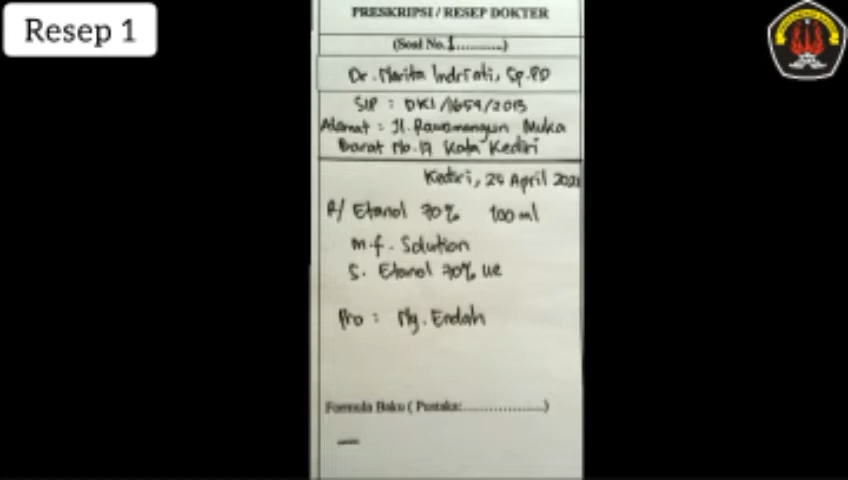 Resep 1
PRESKRIPSI / RESEP DOKTER
(Soal No.1............)
Dr. Marita Indriati, Sp.PD
SIP : DKI /1654/2013
Alamat : Jl. Rawamangun Muka
Barat No.17 Kota Kediri
Kediri, 24 April 2021
R/ Etanol 70% 100 ml
m.f. Solution
S. Etanol 70% ue
Pro : Ny. Endah
Formula Baku ( Pustaka:....................)
—